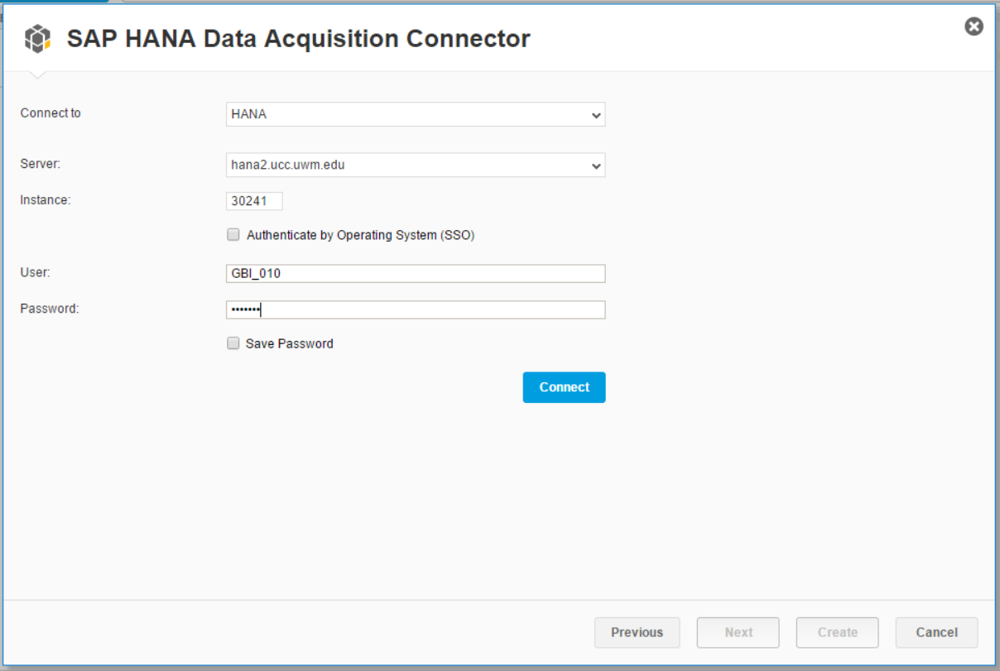 SAP HANA Data Acquisition Connector
Connect to HANA
Server: hana2.ucc.uwm.edu
Instance: 30241
Authenticate by Operating System (SSO)
User: GBI_010
Password: •••••••
Save Password
Connect
Previous Next Create Cancel